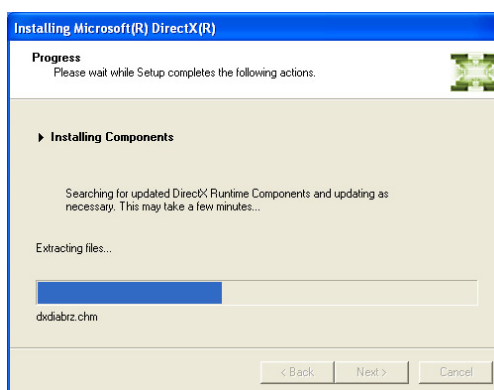 Installing Microsoft(R) DirectX(R)
Progress
Please wait while Setup completes the following actions.
Installing Components
Searching for updated DirectX Runtime Components and updating as
necessary. This may take a few minutes...
Extracting files...
dxdiabrz.chm
< Back Next > Cancel